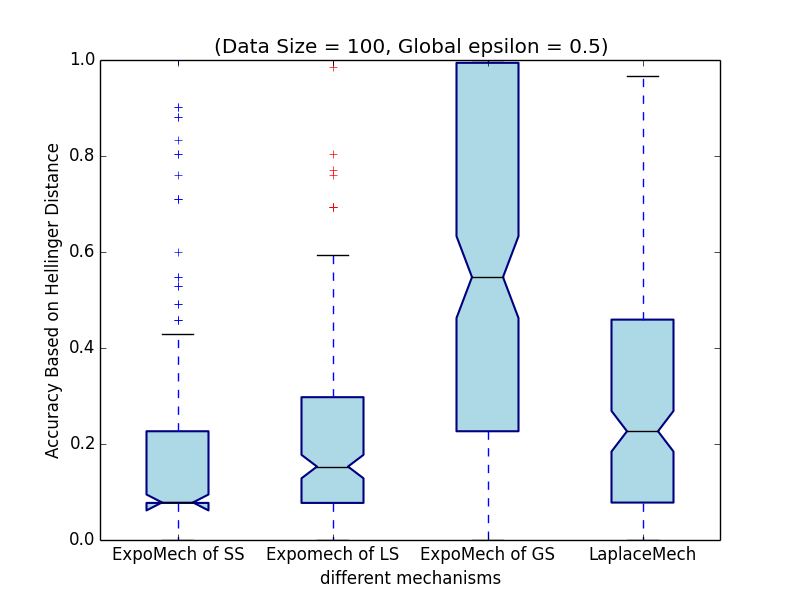 (Data Size = 100, Global epsilon = 0.5)
Accuracy Based on Hellinger Distance
1.0
0.8
0.6
0.4
0.2
0.0
ExpoMech of SS Expomech of LS ExpoMech of GS LaplaceMech
different mechanisms